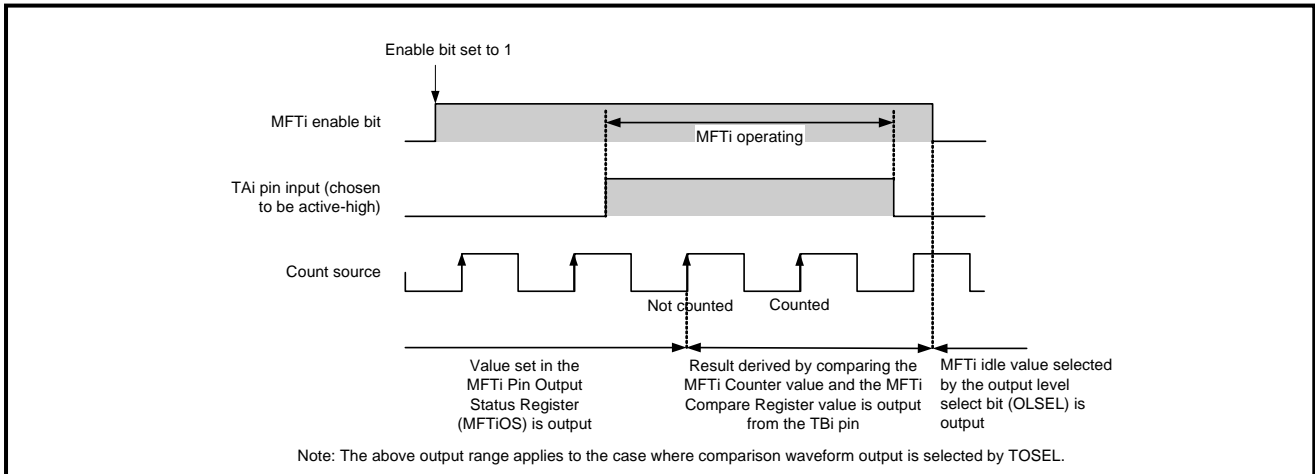 Enable bit set to 1
MFTi enable bit
MFTi operating
TAi pin input (chosen
to be active-high)
Count source
Not counted
Counted
Value set in the
MFTi Pin Output
Status Register
(MFTiOS) is output
Result derived by comparing the
MFTi Counter value and the MFTi
Compare Register value is output
from the TBi pin
MFTi idle value selected
by the output level
select bit (OLSEL) is
output
Note: The above output range applies to the case where comparison waveform output is selected by TOSEL.